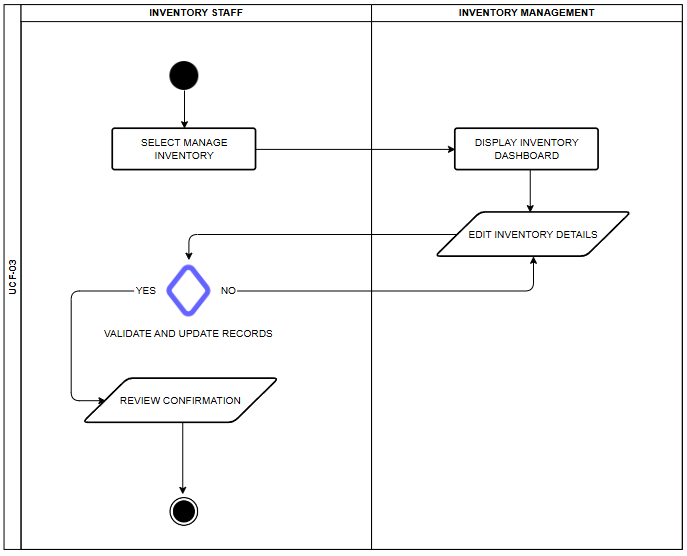 INVENTORY STAFF
INVENTORY MANAGEMENT
UCF-03
SELECT MANAGE
INVENTORY
DISPLAY INVENTORY
DASHBOARD
EDIT INVENTORY DETAILS
YES
NO
VALIDATE AND UPDATE RECORDS
REVIEW CONFIRMATION